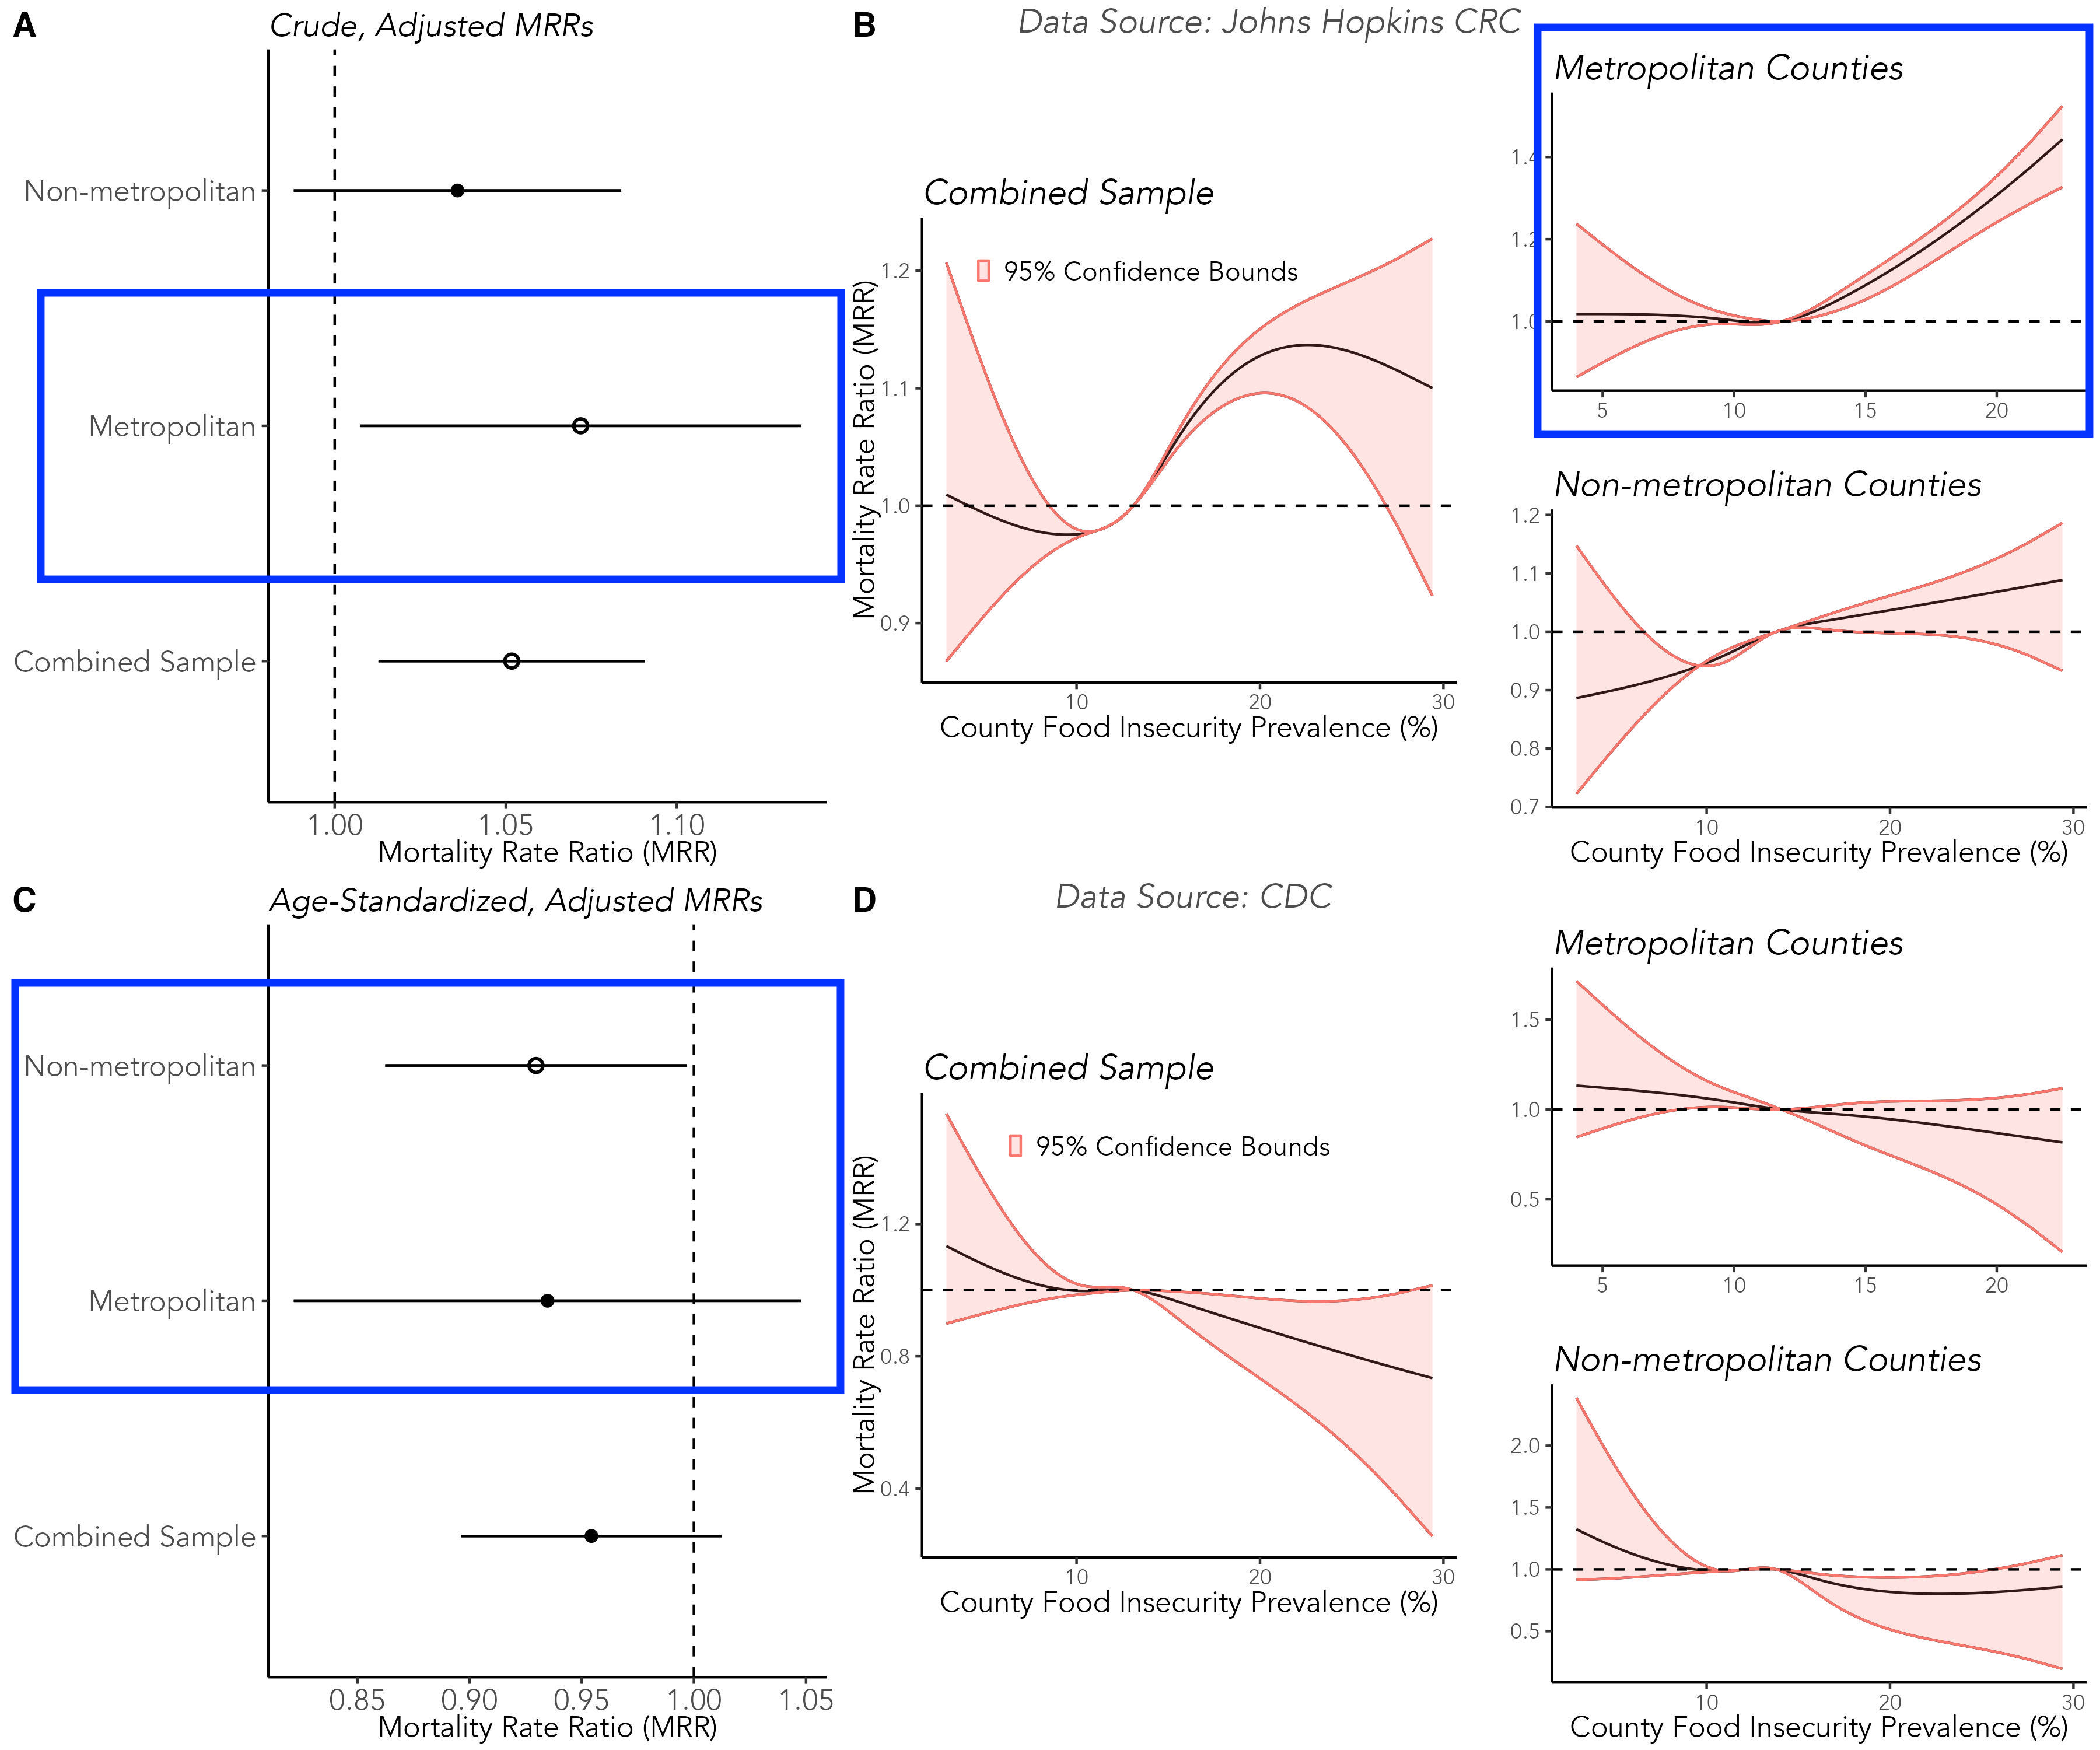 A
Crude, Adjusted MRRs
Non-metropolitan
Metropolitan
Combined Sample
1.00
1.05
1.10
Mortality Rate Ratio (MRR)
B
Data Source: Johns Hopkins CRC
Combined Sample
95% Confidence Bounds
Mortality Rate Ratio (MRR)
1.2
1.1
1.0
0.9
10
20
30
County Food Insecurity Prevalence (%)
Metropolitan Counties
1.4
1.2
1.0
5
10
15
20
Non-metropolitan Counties
1.2
1.1
1.0
0.9
0.8
0.7
10
20
30
County Food Insecurity Prevalence (%)
C
Age-Standardized, Adjusted MRRs
Non-metropolitan
Metropolitan
Combined Sample
0.85
0.90
0.95
1.00
1.05
Mortality Rate Ratio (MRR)
D
Data Source: CDC
Combined Sample
95% Confidence Bounds
Mortality Rate Ratio (MRR)
1.2
0.8
0.4
10
20
30
County Food Insecurity Prevalence (%)
Metropolitan Counties
1.5
1.0
0.5
5
10
15
20
Non-metropolitan Counties
2.0
1.5
1.0
0.5
10
20
30
County Food Insecurity Prevalence (%)